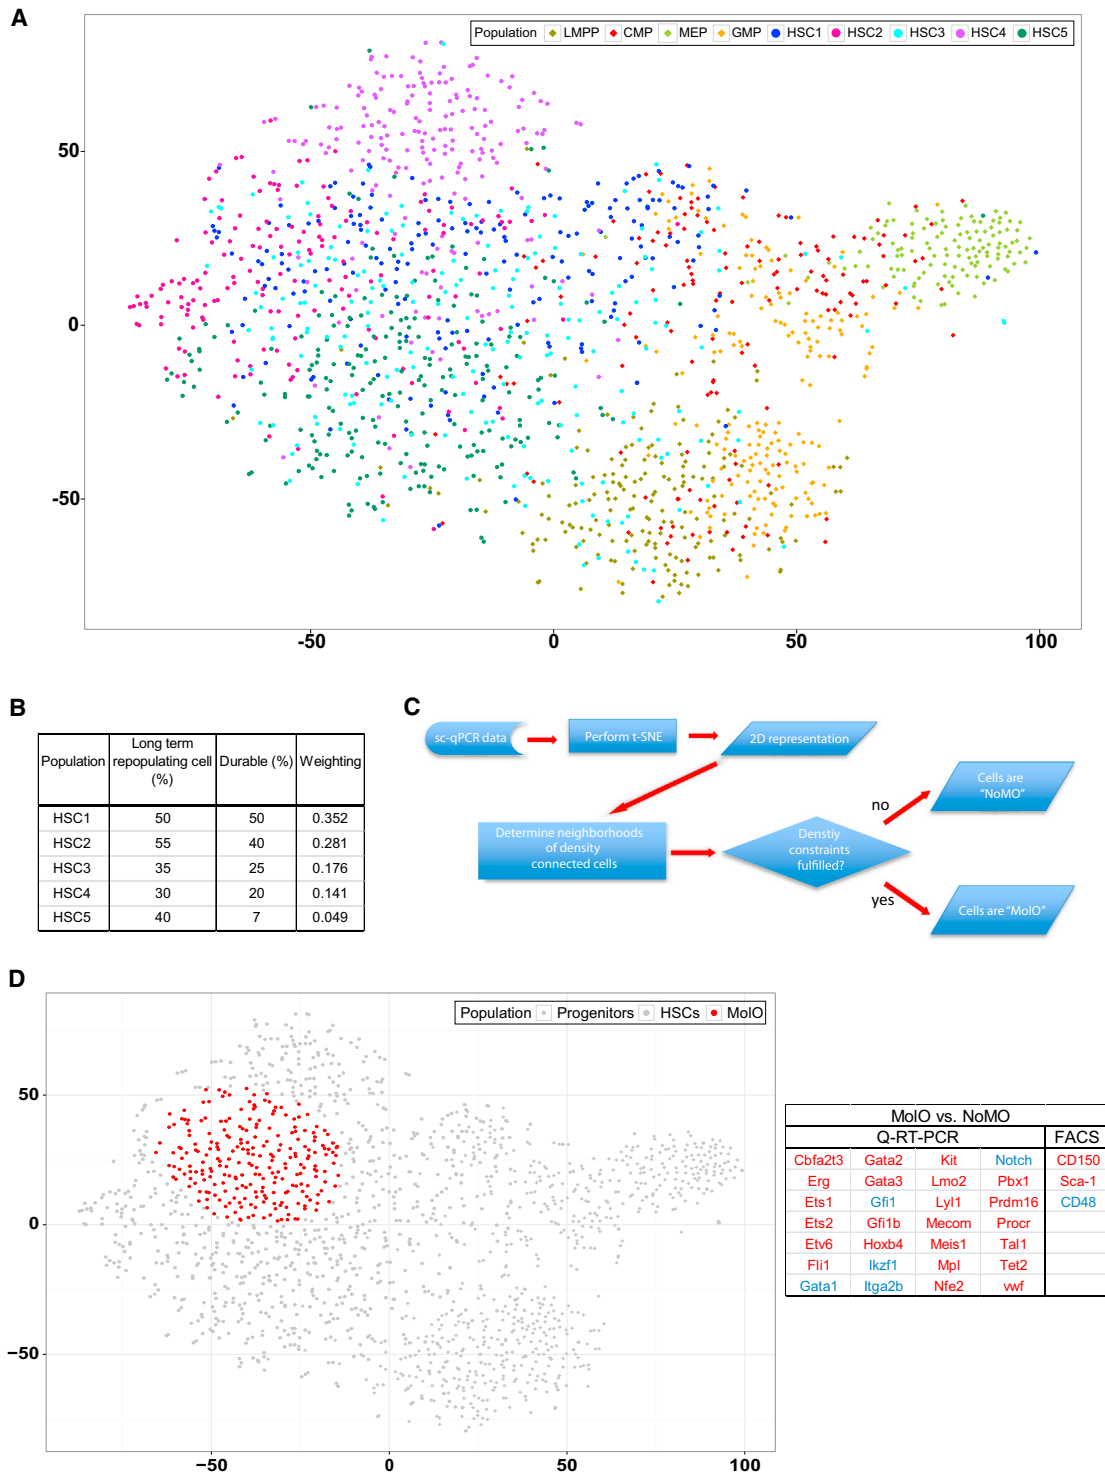 A
Population LMPP CMP MEP GMP HSC1 HSC2 HSC3 HSC4 HSC5
50
0
-50
-50 0 50 100
B
Population Long term repopulating cell (%) Durable (%) Weighting
HSC1 50 50 0.352
HSC2 55 40 0.281
HSC3 35 25 0.176
HSC4 30 20 0.141
HSC5 40 7 0.049
C
sc-qPCR data
Perform t-SNE
2D representation
Determine neighborhoods
of density
connected cells
Denstiy
constraints
fulfilled?
no
Cells are
"NoMO"
yes
Cells are "MolO"
D
Population Progenitors HSCs MolO
50
0
−50
−50 0 50 100
MolO vs. NoMO
Q-RT-PCR FACS
Cbfa2t3 Gata2 Kit Notch CD150
Erg Gata3 Lmo2 Pbx1 Sca-1
Ets1 Gfi1 Lyl1 Prdm16 CD48
Ets2 Gfi1b Mecom Procr
Etv6 Hoxb4 Meis1 Tal1
Fli1 Ikzf1 Mpl Tet2
Gata1 Itga2b Nfe2 vwf